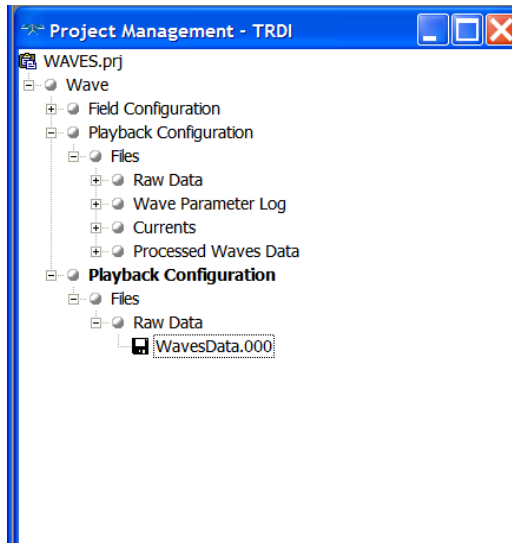 Project Management - TRDI
WAVES.prj
Wave
Field Configuration
Playback Configuration
Files
Raw Data
Wave Parameter Log
Currents
Processed Waves Data
Playback Configuration
Files
Raw Data
WavesData.000